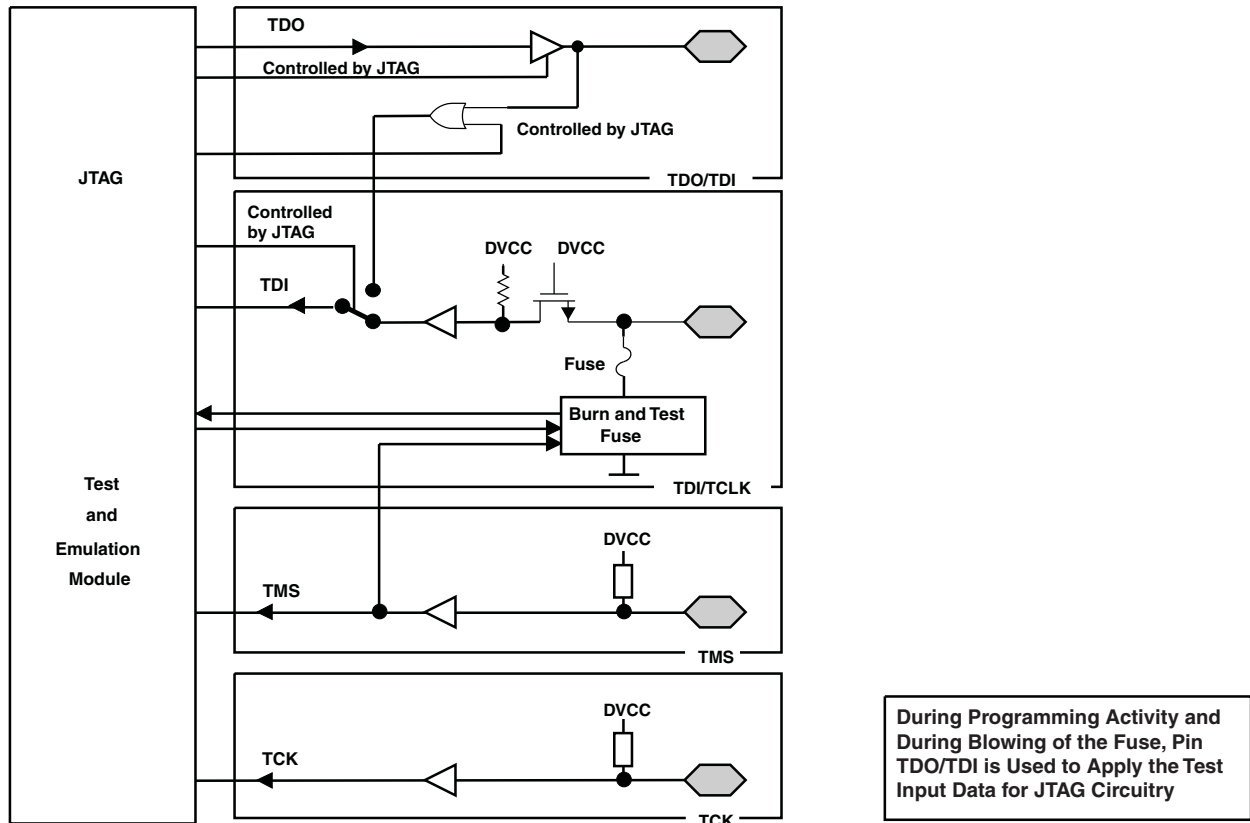 TDO
Controlled by JTAG
Controlled by JTAG
TDO/TDI
JTAG
Controlled
by JTAG
TDI
DVCC
DVCC
Fuse
Burn and Test
Fuse
TDI/TCLK
Test
and
Emulation
Module
DVCC
TMS
TMS
DVCC
TCK
TCK
During Programming Activity and
During Blowing of the Fuse, Pin
TDO/TDI is Used to Apply the Test
Input Data for JTAG Circuitry